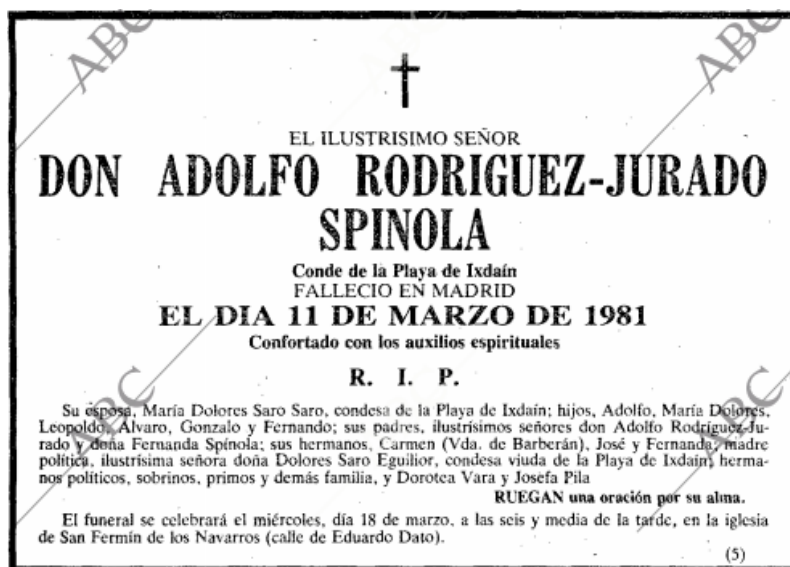 EL ILUSTRISIMO SEÑOR
DON ADOLFO RODRIGUEZ-JURADO
SPINOLA
Conde de la Playa de Ixdaín
FALLECIO EN MADRID
EL DIA 11 DE MARZO DE 1981
Confortado con los auxilios espirituales
R. I. P.
Su esposa, María Dolores Saro Saro, condesa de la Playa de Ixdaín; hijos, Adolfo, María Dolores,
Leopoldo, Alvaro, Gonzalo y Fernando; sus padres, ilustrísimos señores don Adolfo Rodríguez-Ju-
rado y doña Fernanda Spínola; sus hermanos, Carmen (Vda. de Barberán), José y Fernanda; madre
política, ilustrísima señora doña Dolores Saro Eguilior, condesa viuda de la Playa de Ixdaín; herma-
nos políticos, sobrinos, primos y demás familia, y Dorotea Vara y Josefa Pila
RUEGAN una oración por su alma.
El funeral se celebrará el miércoles, día 18 de marzo, a las seis y media de la tarde, en la iglesia
de San Fermín de los Navarros (calle de Eduardo Dato).
(5)
ABC
ABC
ABC
ABC
ABC